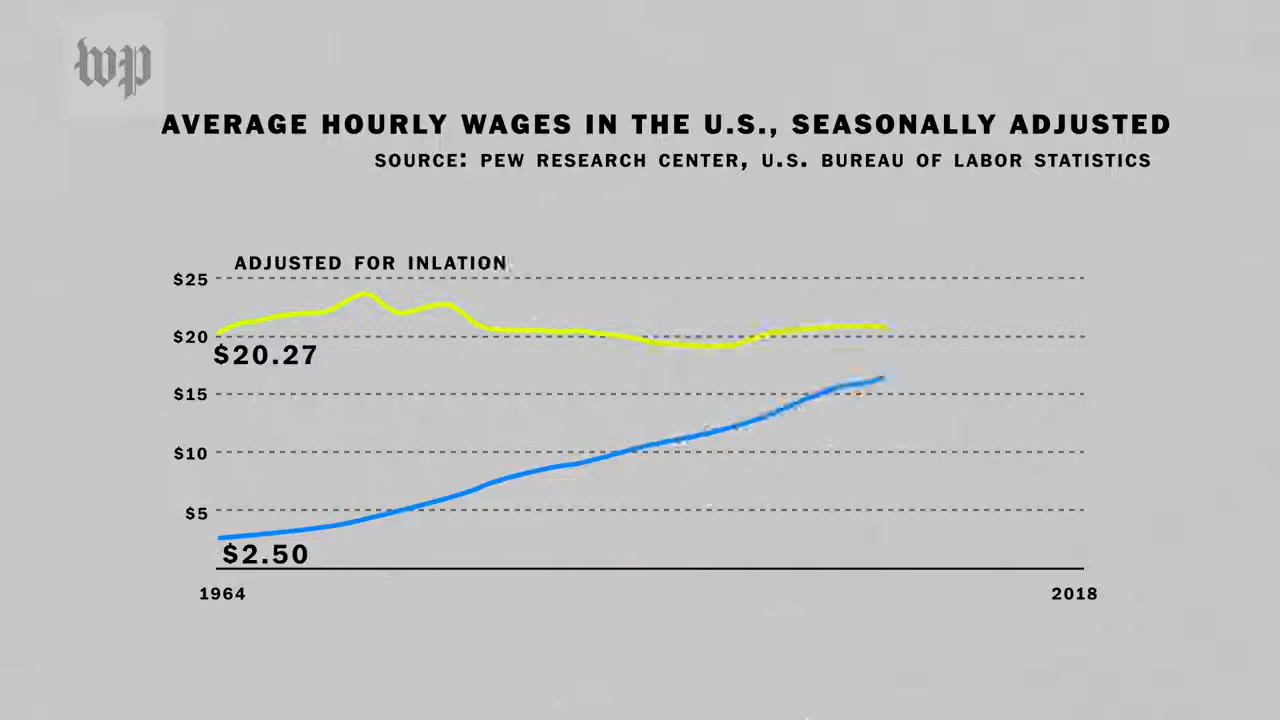 wp
AVERAGE HOURLY WAGES IN THE U.S., SEASONALLY ADJUSTED
SOURCE: PEW RESEARCH CENTER, U.S. BUREAU OF LABOR STATISTICS
ADJUSTED FOR INLATION
$25
$20
$20.27
$15
$10
$5
$2.50
1964 2018